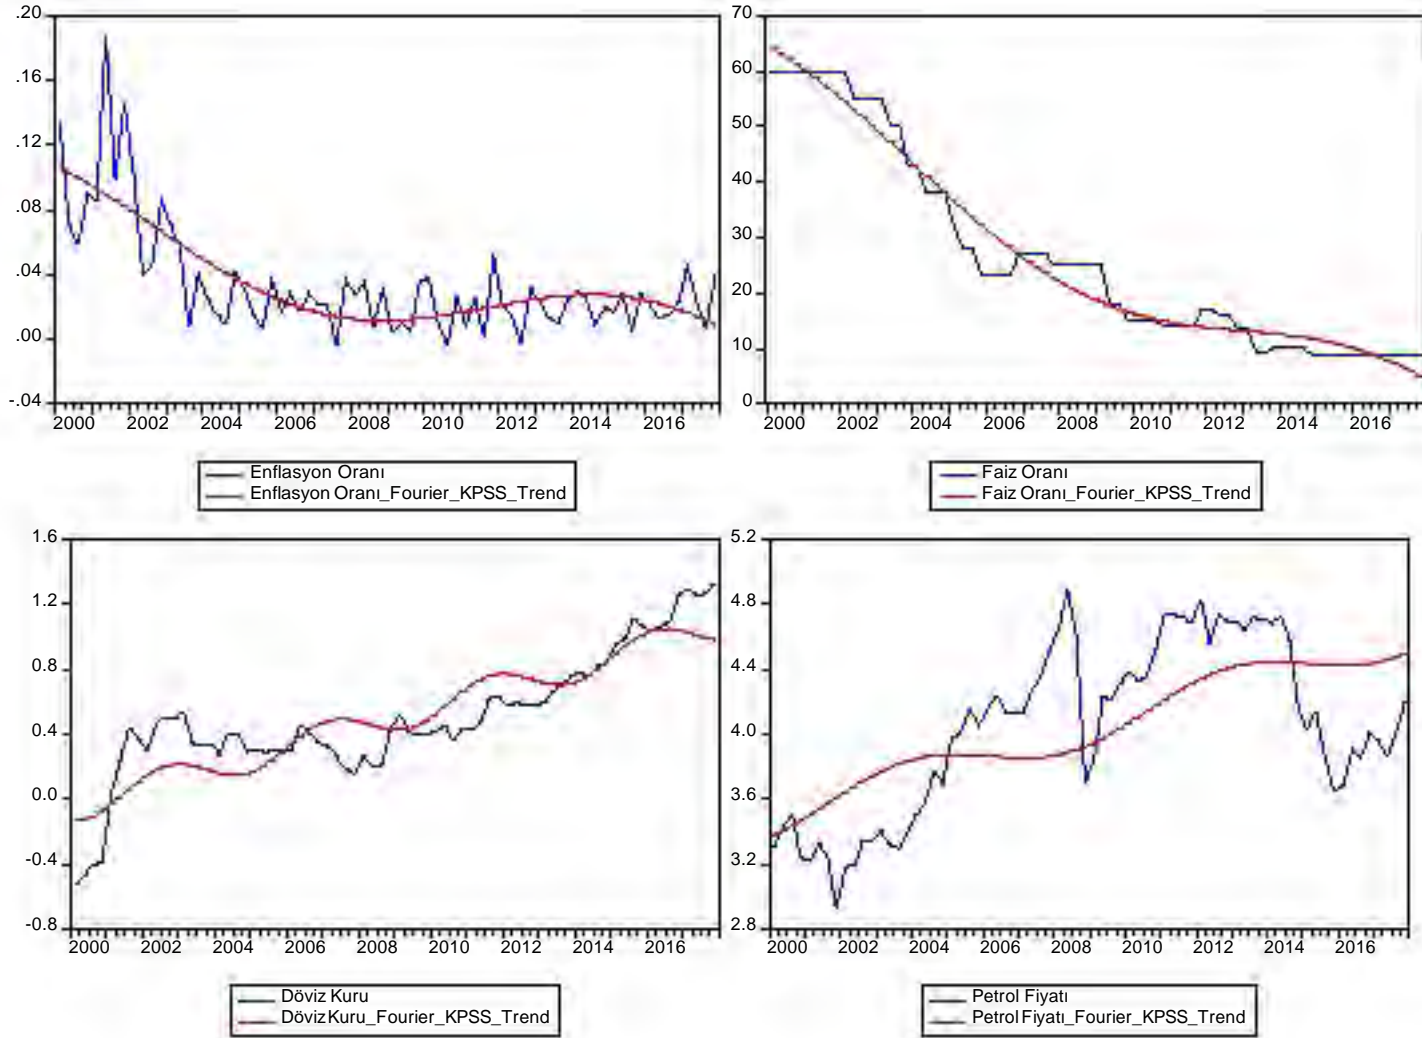 .20
.16
.12
.08
.04
.00
-.04
2000 2002 2004 2006 2008 2010 2012 2014 2016
Enflasyon Oranı
Enflasyon Oranı_Fourier_KPSS_Trend
70
60
50
40
30
20
10
0
2000 2002 2004 2006 2008 2010 2012 2014 2016
Faiz Oranı
Faiz Oranı_Fourier_KPSS_Trend
1.6
1.2
0.8
0.4
0.0
-0.4
-0.8
2000 2002 2004 2006 2008 2010 2012 2014 2016
Döviz Kuru
Döviz Kuru_Fourier_KPSS_Trend
5.2
4.8
4.4
4.0
3.6
3.2
2.8
2000 2002 2004 2006 2008 2010 2012 2014 2016
Petrol Fiyatı
Petrol Fiyatı_Fourier_KPSS_Trend